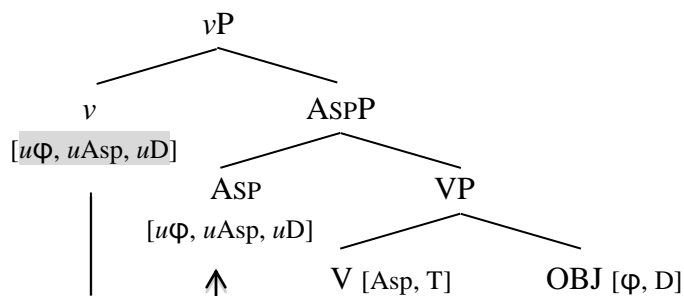 vP
v ASPP
[uφ, uAsp, uD]
ASP VP
[uφ, uAsp, uD]
V [Asp, T] OBJ [φ, D]